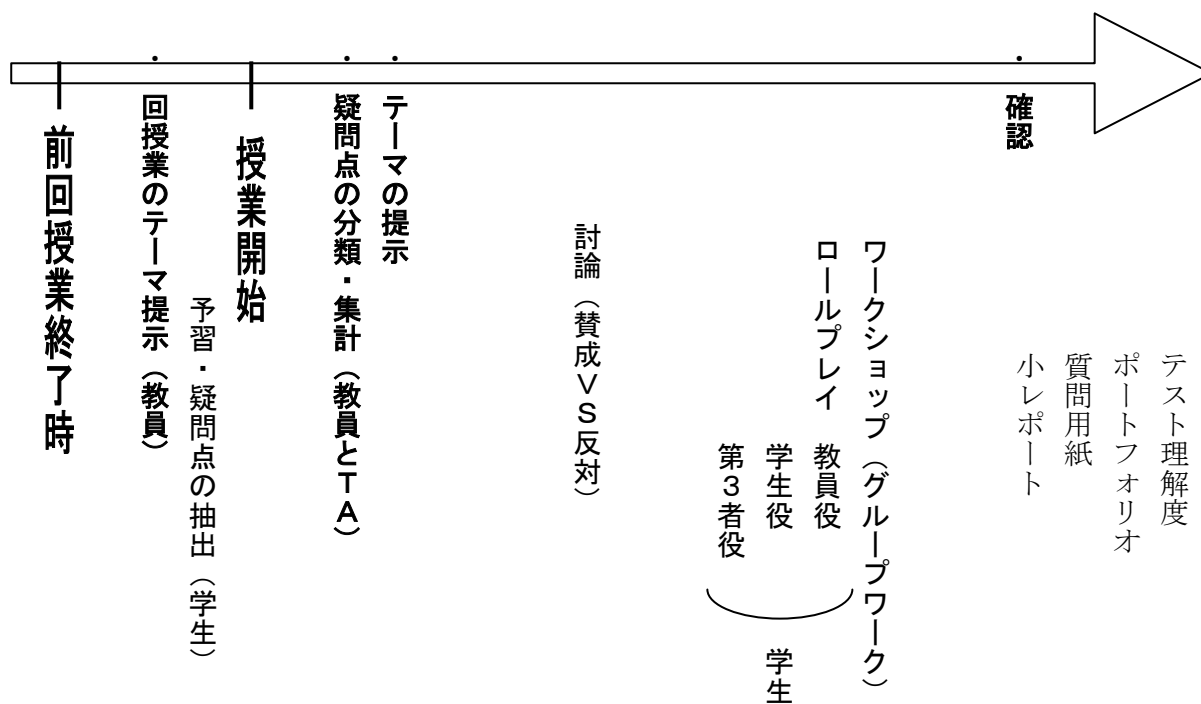 前回授業終了時
回授業のテーマ提示（教員）
予習・疑問点の抽出（学生）
授業開始
疑問点の分類・集計（教員とＴＡ）
テーマの提示
討論（賛成ＶＳ反対）
第３者役
学生役
ロールプレイ　教員役
学生
ワークショップ（グループワーク）
確認
小レポート
質問用紙
ポートフォリオ
テスト理解度